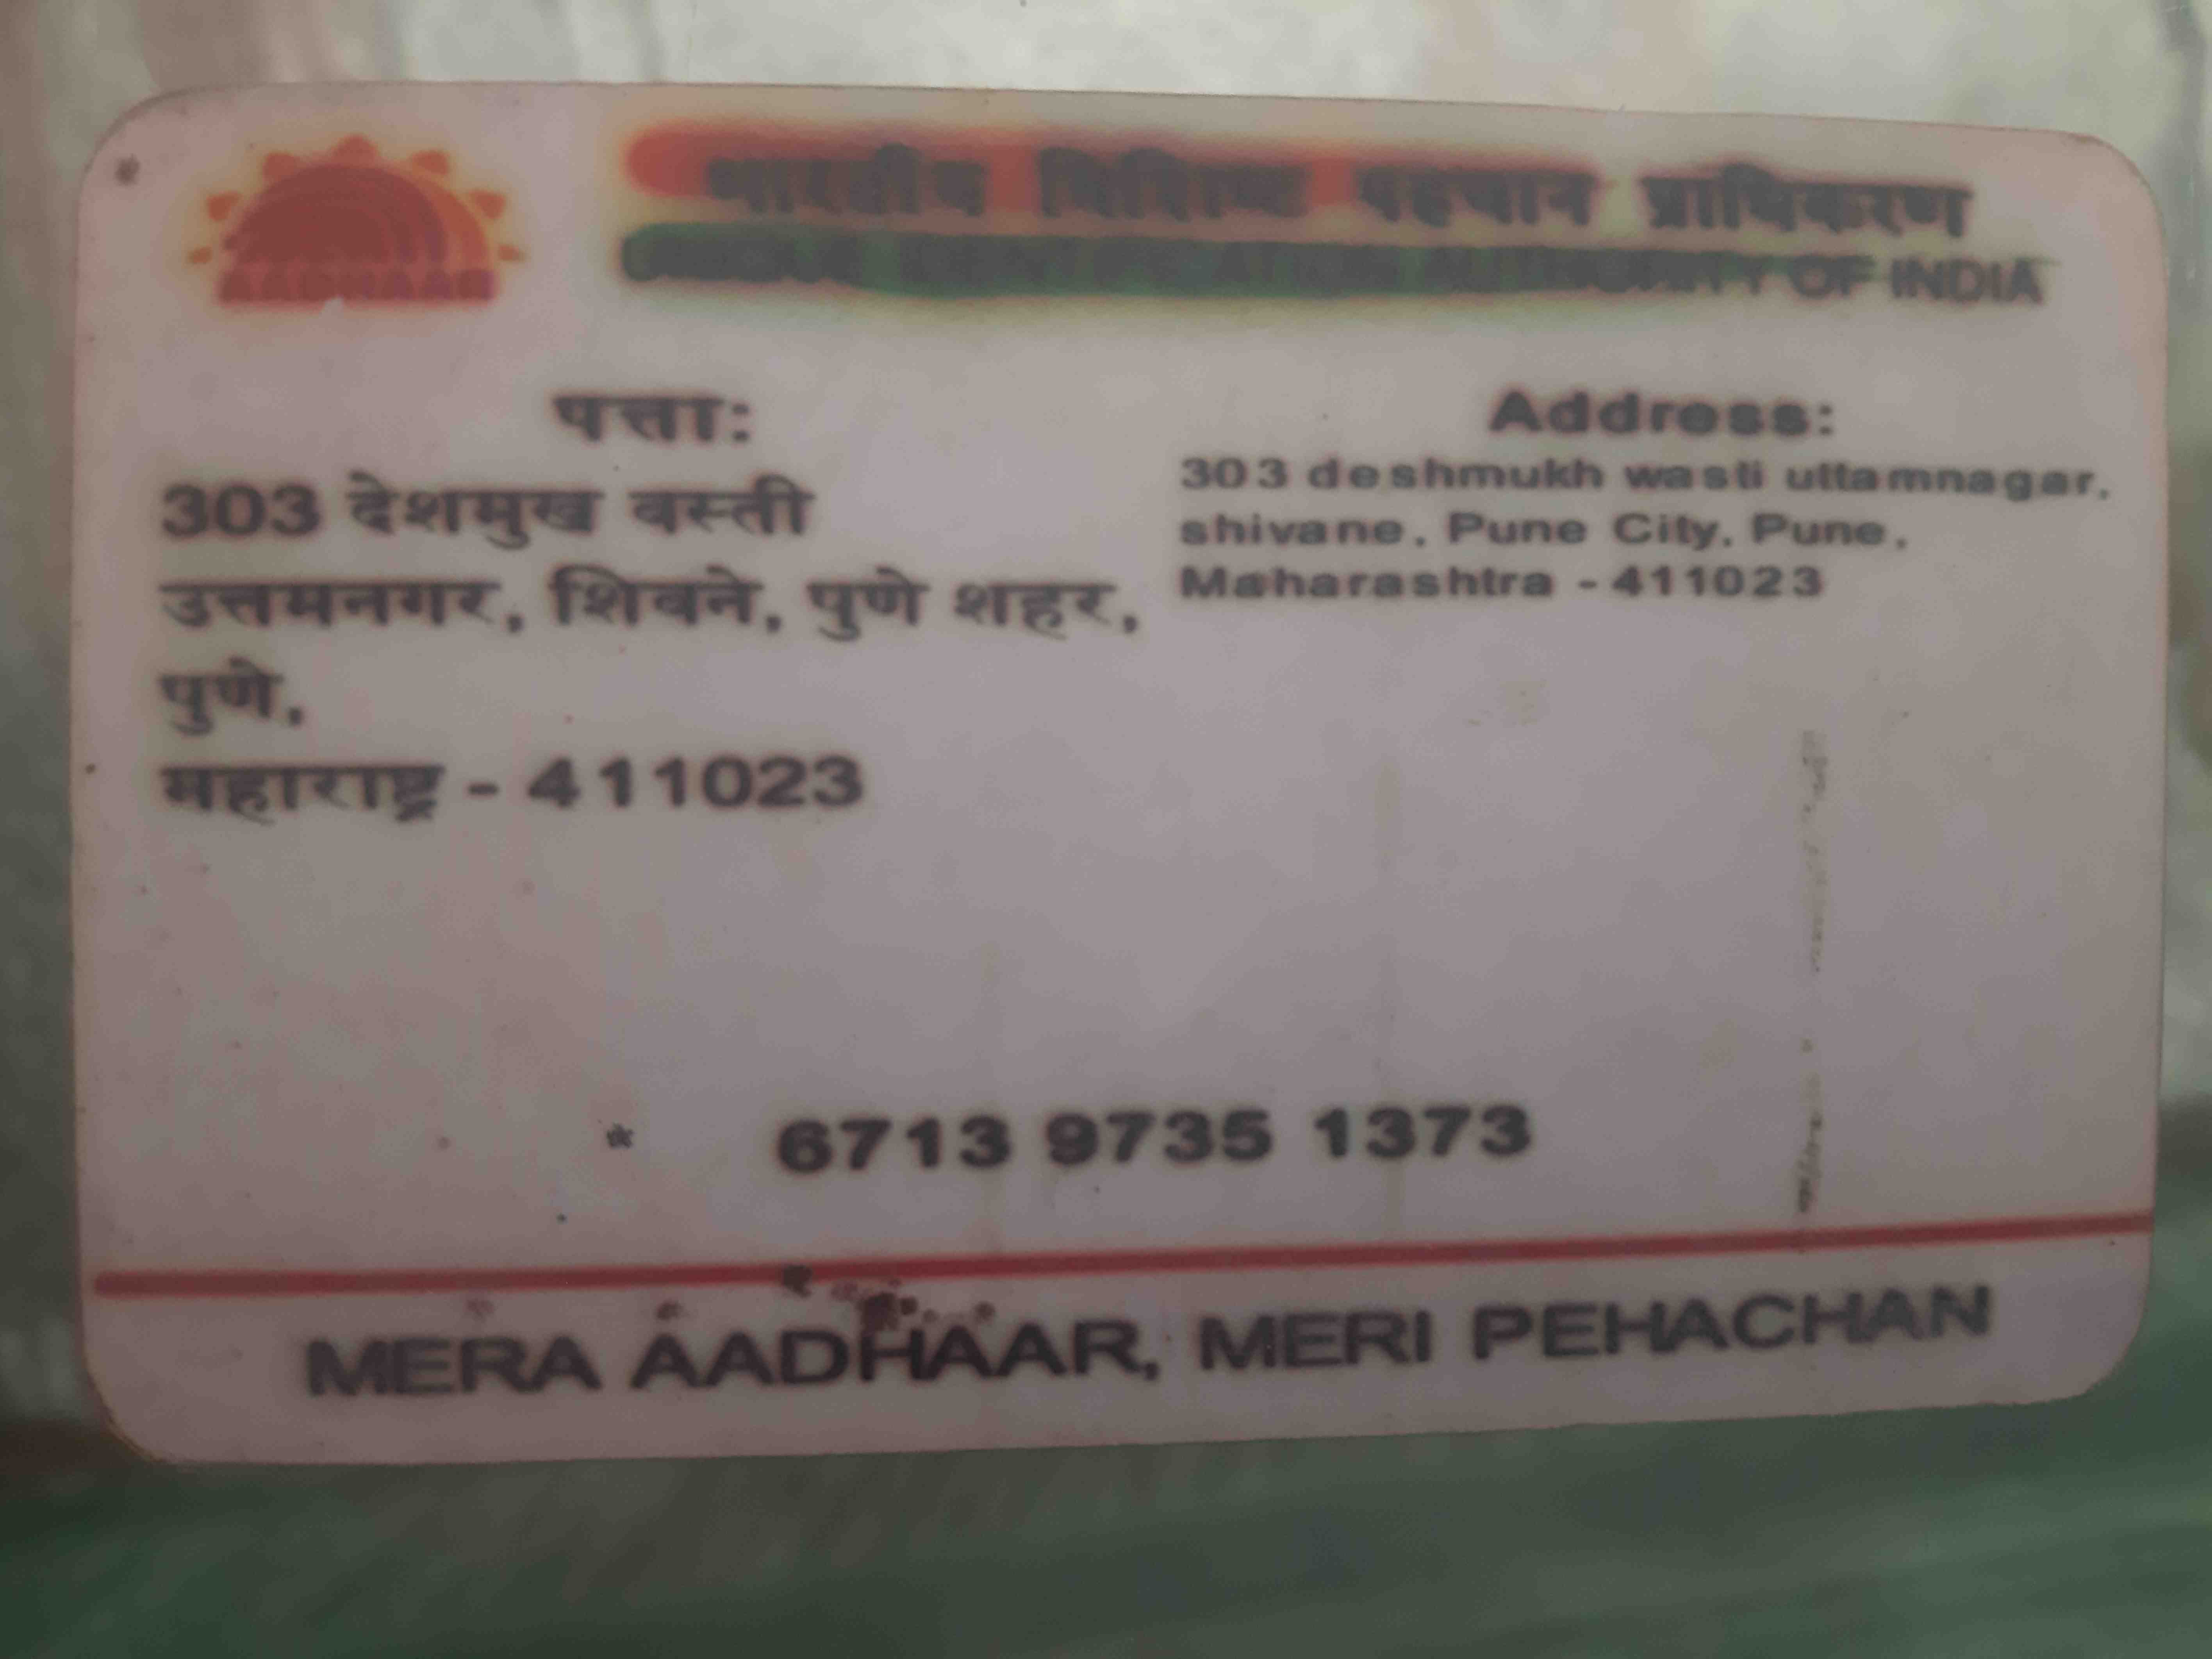 AADHAAR
भारतीय विशिष्ट पहचान प्राधिकरण
UNIQUE IDENTIFICATION AUTHORITY OF INDIA
पत्ता:
303 देशमुख वस्ती
उत्तमनगर, शिवने, पुणे शहर,
पुणे,
महाराष्ट्र - 411023
Address:
303 deshmukh wasti uttamnagar,
shivane, Pune City, Pune,
Maharashtra - 411023
6713 9735 1373
MERA AADHAAR, MERI PEHACHAN